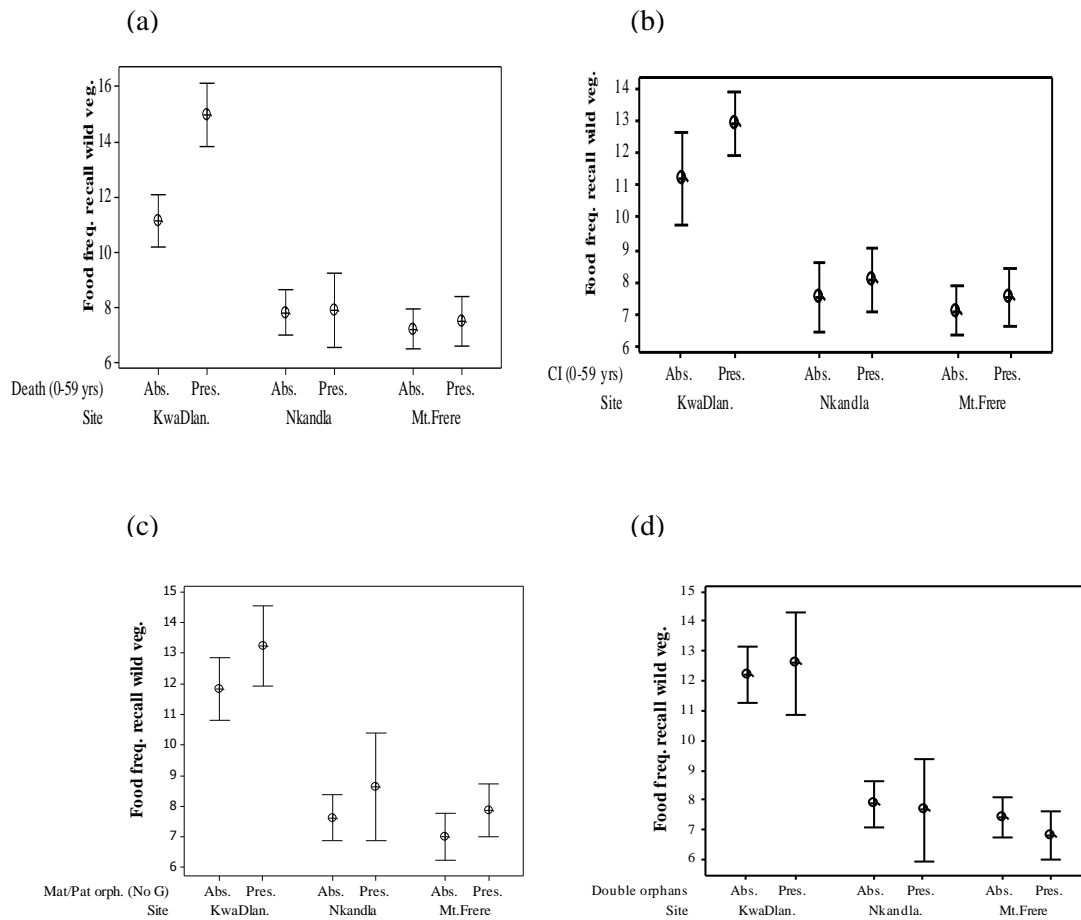 (a)
Food freq. recall wild veg.
16
14
12
10
8
6
Death (0-59 yrs) Abs. Pres. Abs. Pres. Abs. Pres.
Site KwaDlan. Nkandla Mt.Frere
(b)
Food freq. recall wild veg.
14
13
12
11
10
9
8
7
6
CI (0-59 yrs) Abs. Pres. Abs. Pres. Abs. Pres.
Site KwaDlan. Nkandla Mt.Frere
(c)
Food freq. recall wild veg.
15
14
13
12
11
10
9
8
7
6
Mat/Pat orph. (No G) Abs. Pres. Abs. Pres. Abs. Pres.
Site KwaDlan. Nkandla Mt.Frere
(d)
Food freq. recall wild veg.
15
14
13
12
11
10
9
8
7
6
Double orphans Abs. Pres. Abs. Pres. Abs. Pres.
Site KwaDlan. Nkandla. Mt.Frere